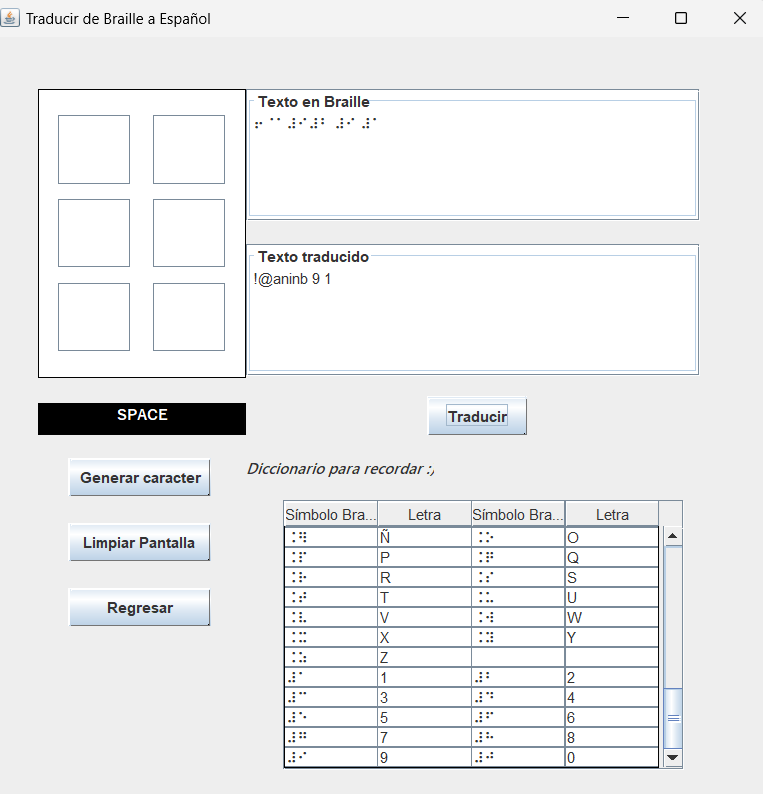 Traducir de Braille a Español
Texto en Braille
⠖⠈⠁⠼⠊⠼⠃ ⠼⠊ ⠼⠁
Texto traducido
!@aninb 9 1
SPACE
Traducir
Generar caracter
Limpiar Pantalla
Regresar
Diccionario para recordar :,)
Símbolo Bra... Letra Símbolo Bra... Letra
⠨⠻ Ñ ⠨⠕ O
⠨⠏ P ⠨⠟ Q
⠨⠗ R ⠨⠎ S
⠨⠞ T ⠨⠥ U
⠨⠧ V ⠨⠺ W
⠨⠭ X ⠨⠽ Y
⠨⠵ Z
⠼⠁ 1 ⠼⠃ 2
⠼⠉ 3 ⠼⠙ 4
⠼⠑ 5 ⠼⠋ 6
⠼⠛ 7 ⠼⠓ 8
⠼⠊ 9 ⠼⠚ 0